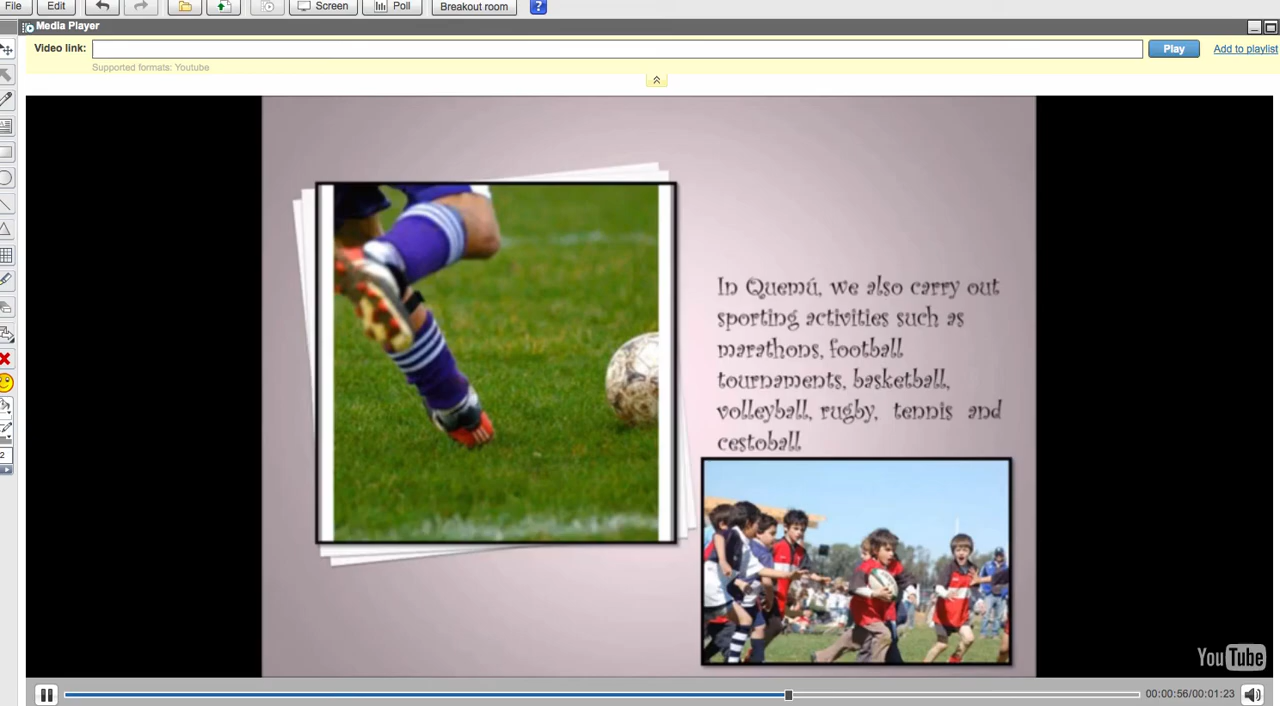 File Edit Screen Poll Breakout room ?
Media Player
Video link: Play Add to playlist
Supported formats: Youtube
In Quemú, we also carry out
sporting activities such as
marathons, football
tournaments, basketball,
volleyball, rugby, tennis and
cestoball
YouTube
00:00:56/00:01:23
2